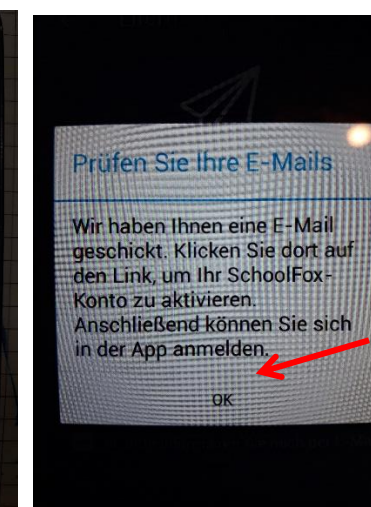 Prüfen Sie Ihre E-Mails
Wir haben Ihnen eine E-Mail
geschickt. Klicken Sie dort auf
den Link, um Ihr SchoolFox-
Konto zu aktivieren.
Anschließend können Sie sich
in der App anmelden.
OK